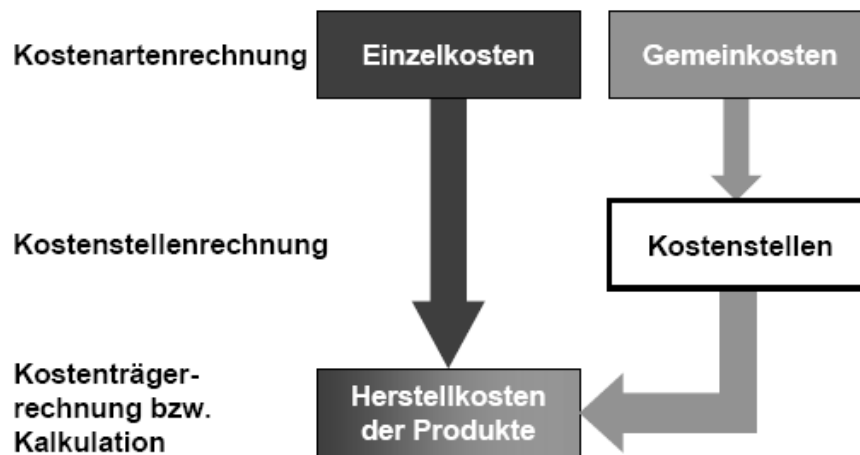 Kostenartenrechnung
Einzelkosten
Gemeinkosten
Kostenstellenrechnung
Kostenstellen
Kostenträger-
rechnung bzw.
Kalkulation
Herstellkosten
der Produkte